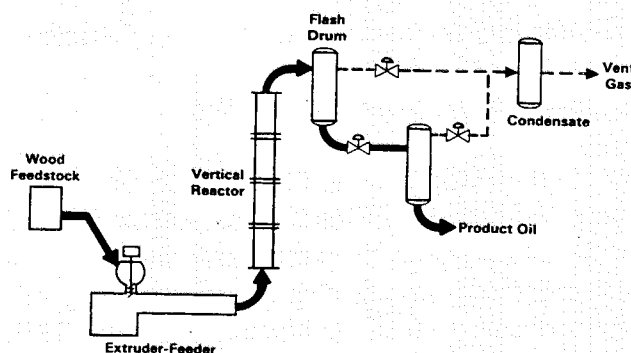 Flash
Drum
Vent
Gas
Condensate
Wood
Feedstock
Vertical
Reactor
Product Oil
Extruder-Feeder